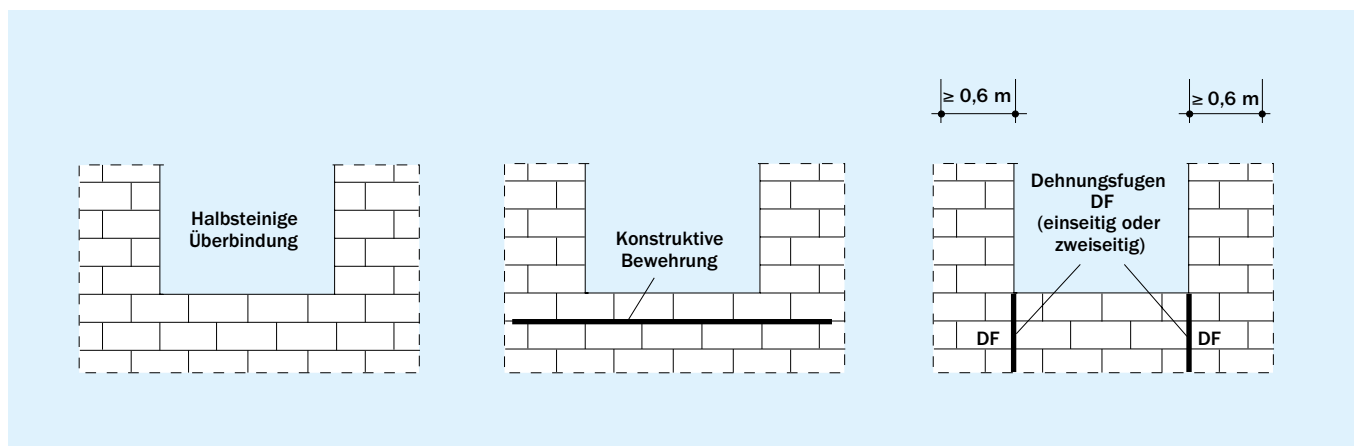 Halbsteinige
Überbindung
Konstruktive
Bewehrung
≥ 0,6 m
≥ 0,6 m
Dehnungsfugen
DF
(einseitig oder
zweiseitig)
DF
DF